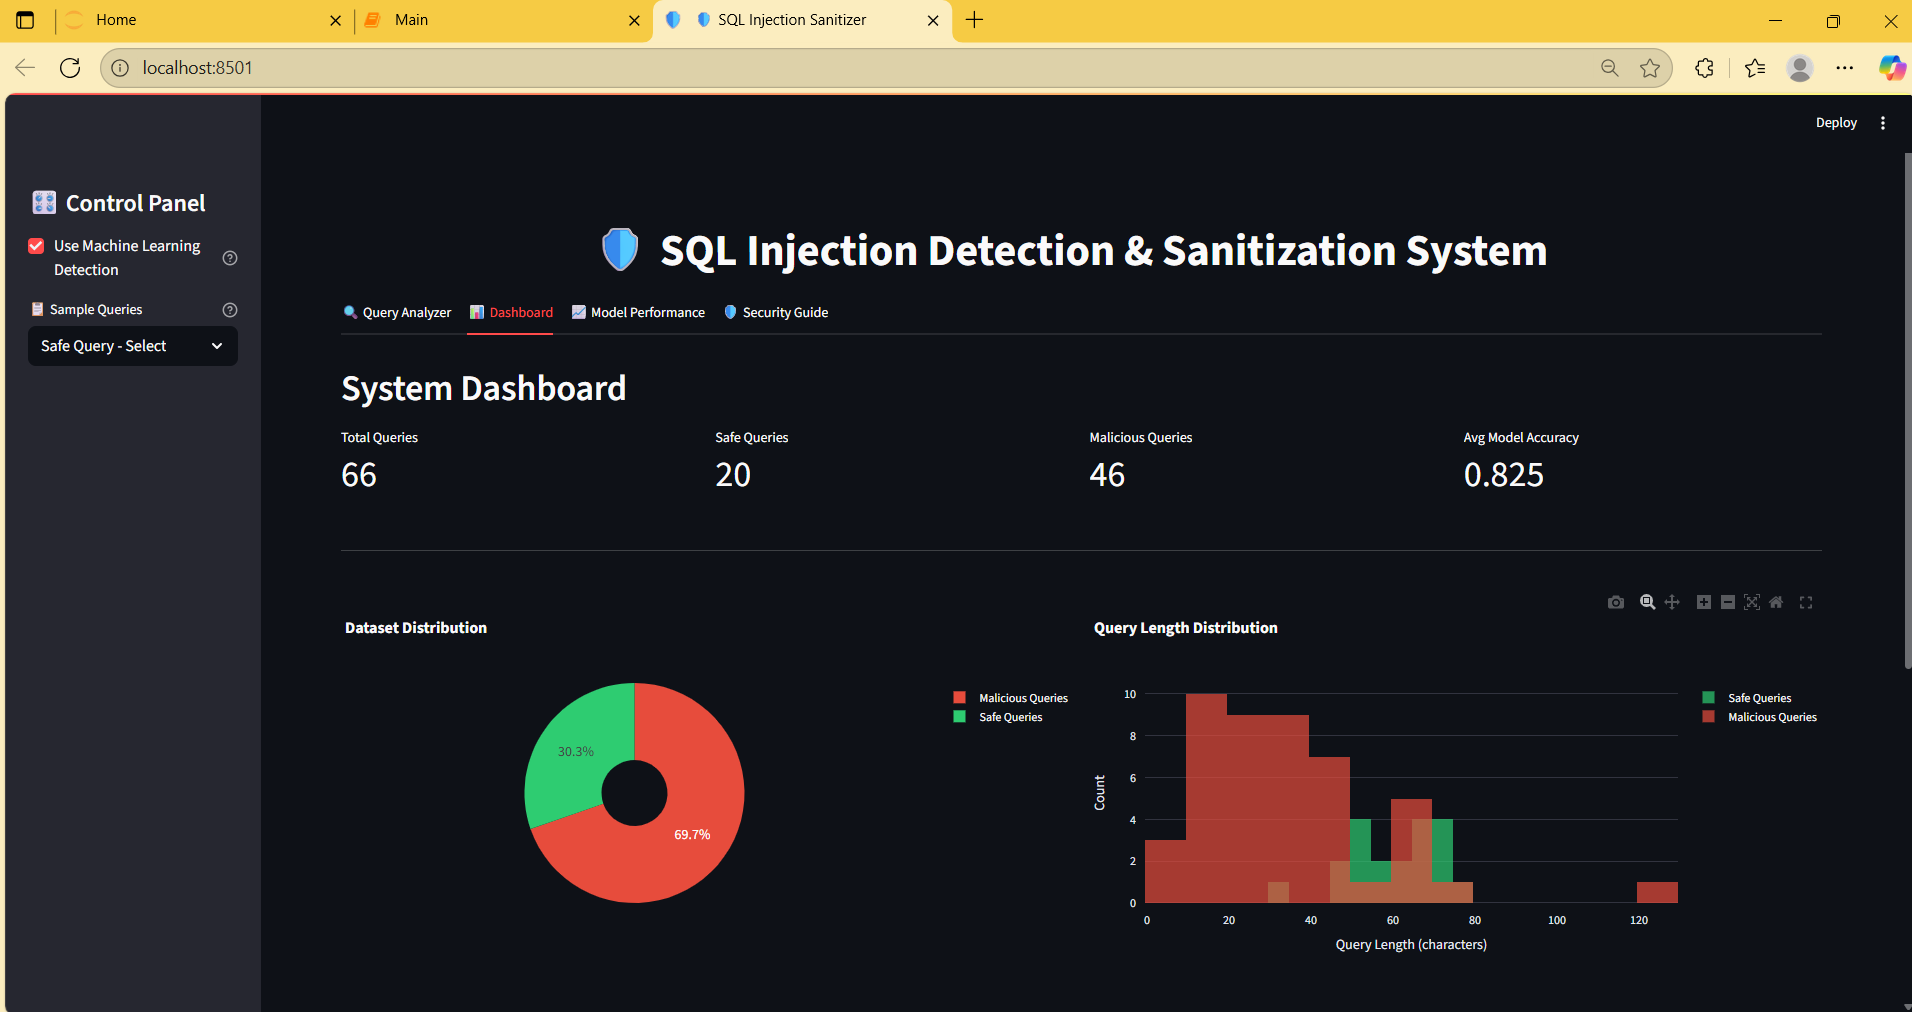 Home
Main
SQL Injection Sanitizer
localhost:8501
Deploy
Control Panel
Use Machine Learning
Detection
Sample Queries
Safe Query - Select
SQL Injection Detection & Sanitization System
Query Analyzer
Dashboard
Model Performance
Security Guide
System Dashboard
Total Queries
66
Safe Queries
20
Malicious Queries
46
Avg Model Accuracy
0.825
Dataset Distribution
30.3%
69.7%
Malicious Queries
Safe Queries
Query Length Distribution
10
8
6
4
2
0
Count
0 20 40 60 80 100 120
Query Length (characters)
Safe Queries
Malicious Queries